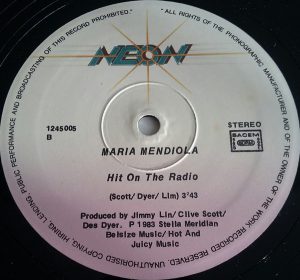 NEON
"ALL RIGHTS OF THE PHONOGRAPHIC MANUFACTURER AND OF THE OWNER OF THE WORK RECORDED RESERVED. UNAUTHORISED COPYING, HIRING, LENDING, PUBLIC PERFORMANCE AND BROADCASTING OF THIS RECORD PROHIBITED."
1245005
B
STEREO
SACEM
MARIA MENDIOLA
Hit On The Radio
(Scott/ Dyer/ Lim) 3'43
Produced by Jimmy Lin/ Clive Scott/
Des Dyer. P 1983 Stella Meridian
Belsize Music/ Hot And
Juicy Music